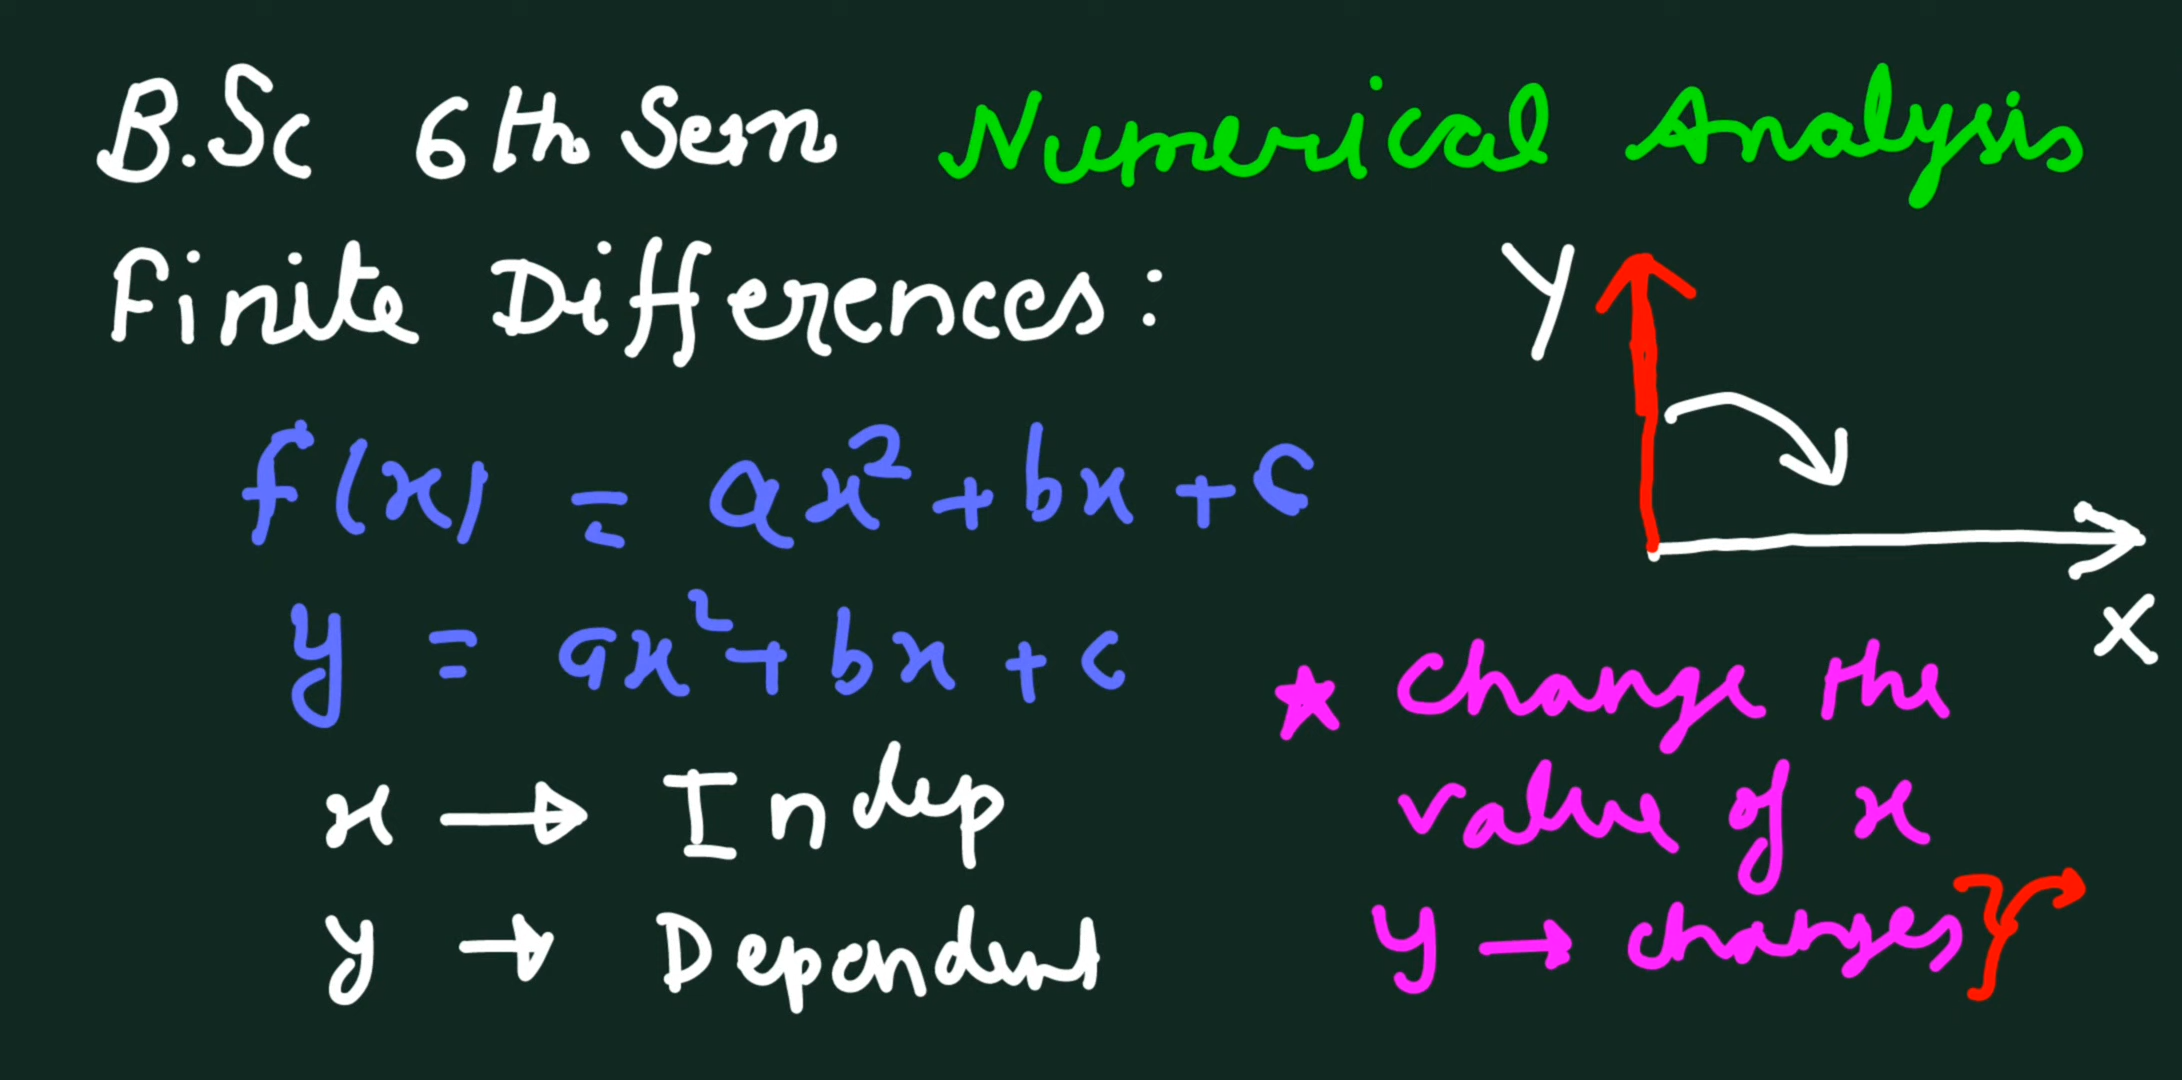 B.Sc 6th Sem Numerical Analysis
Finite Differences:
Y
f(x) = ax²+bx+c
X
y = ax²+bx+c
x → Indep
y → Dependent
★ Change the
value of x
y → changes}